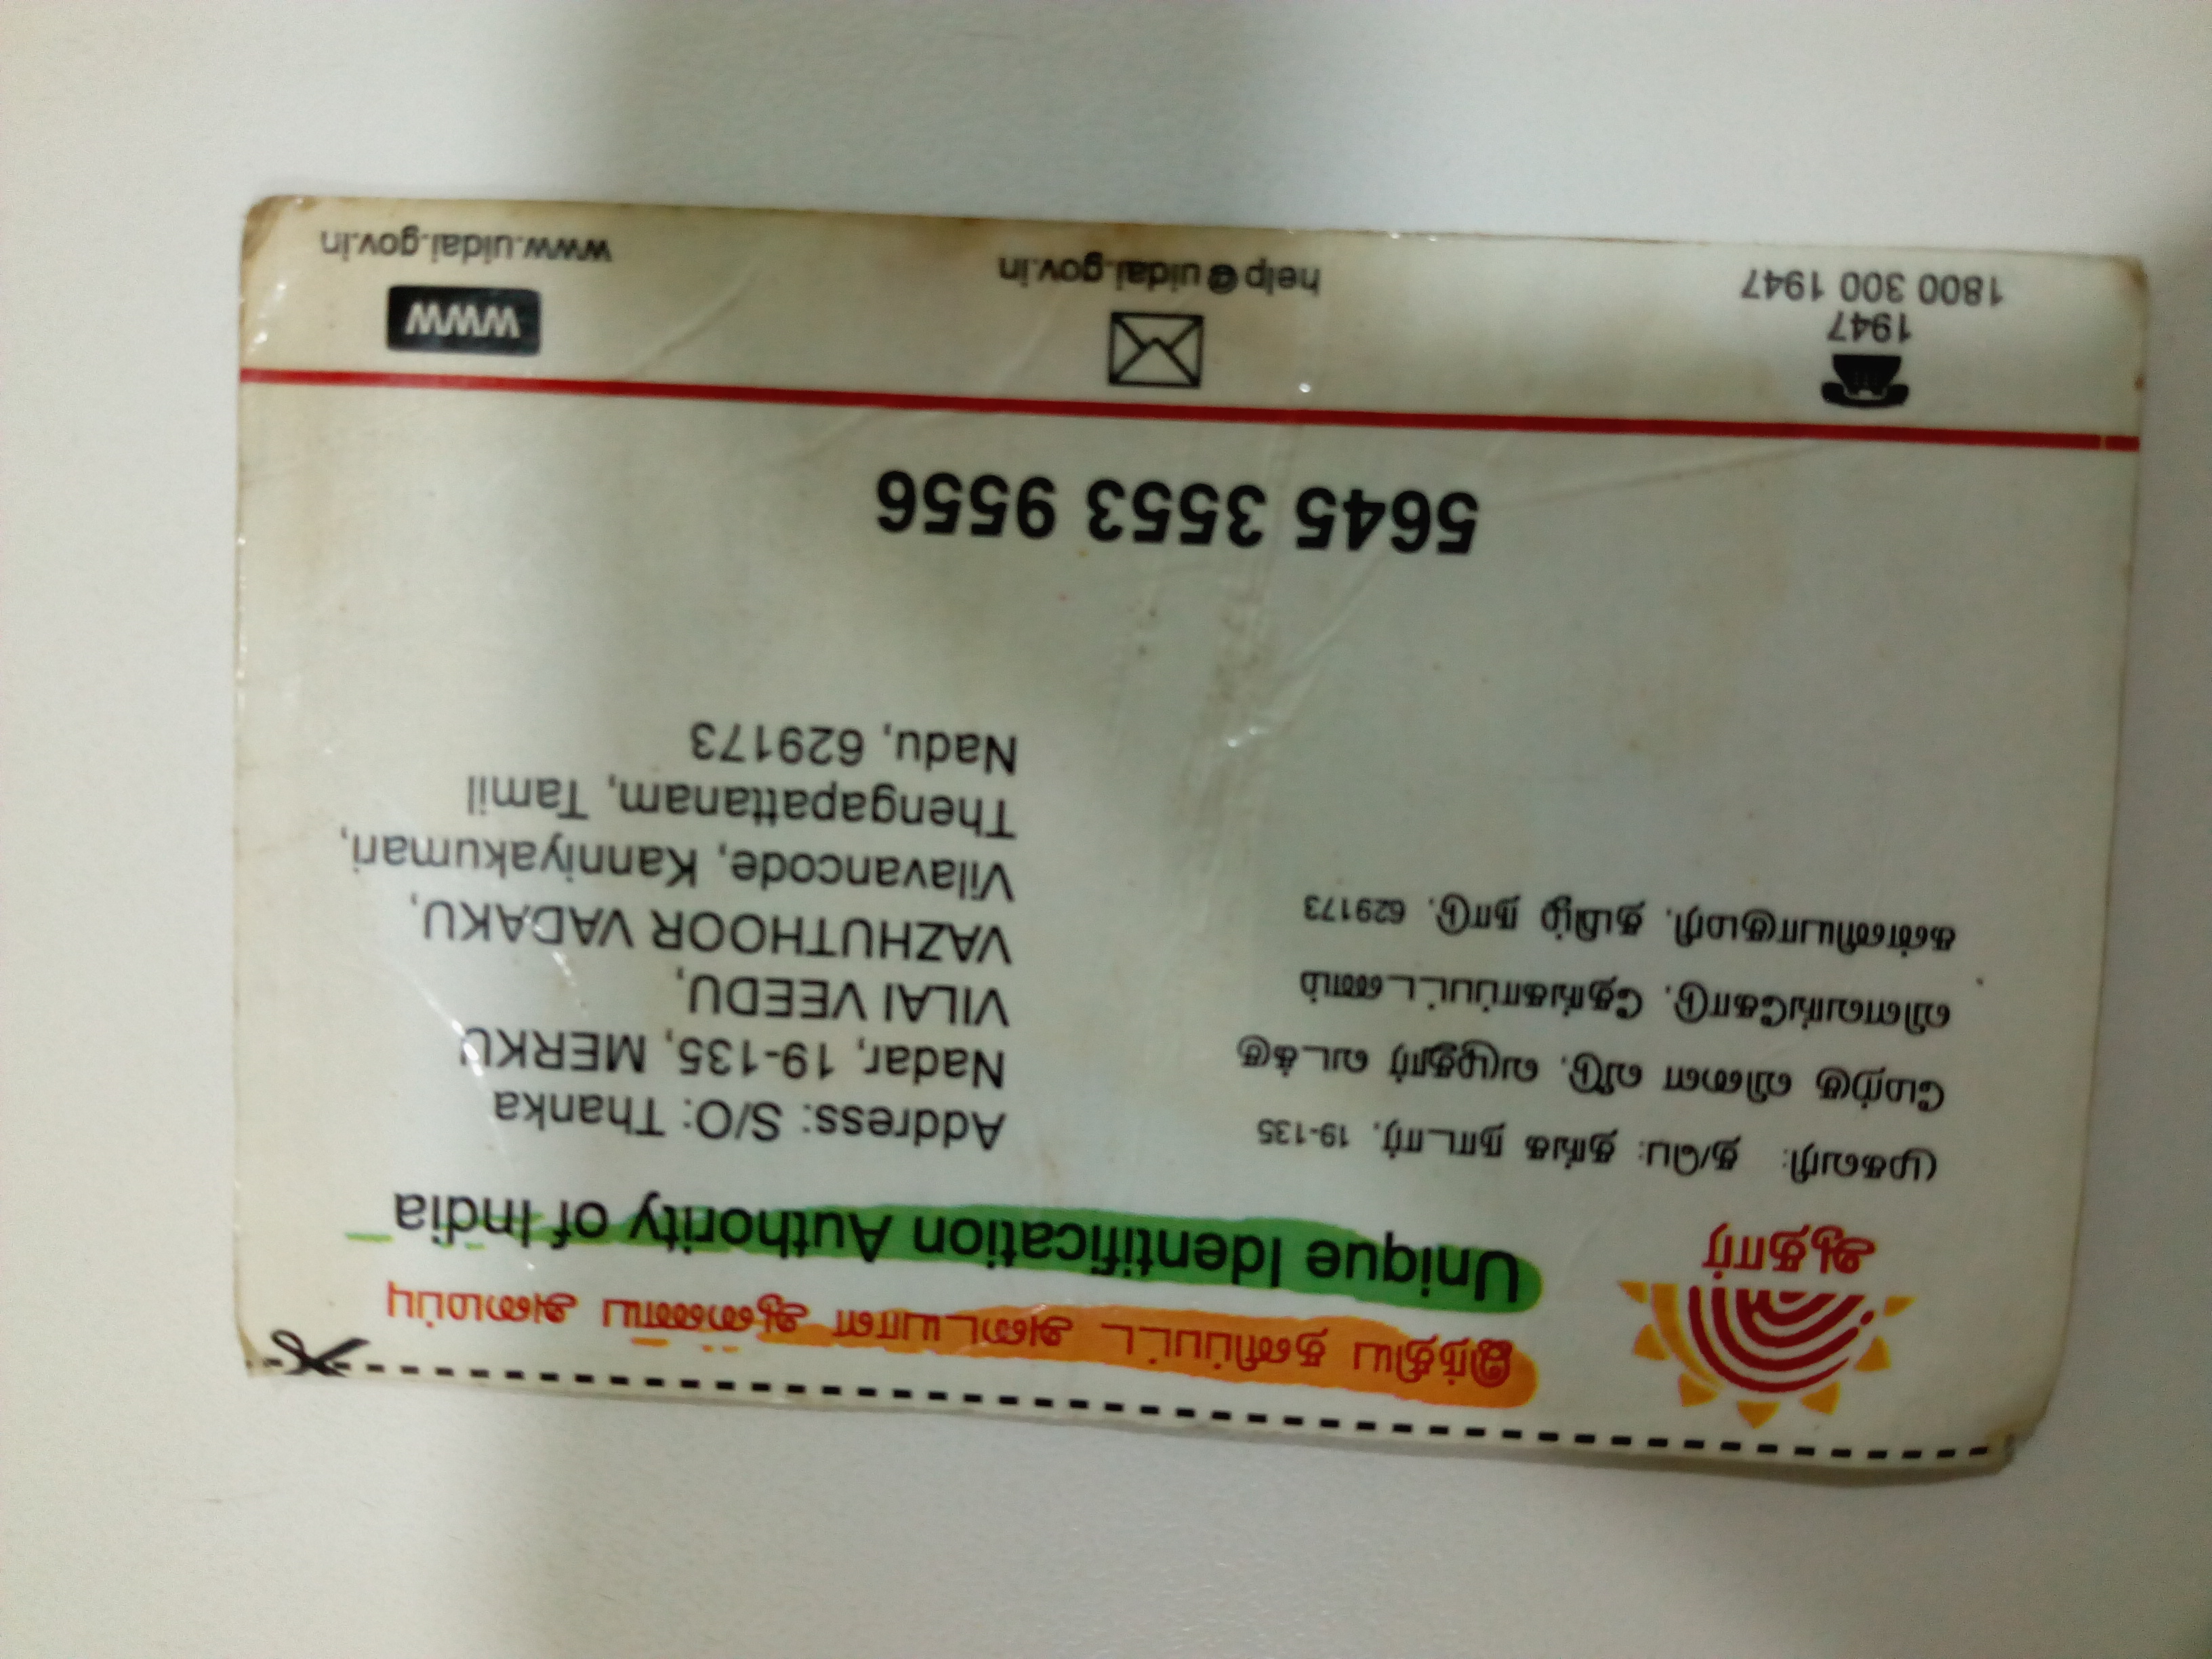 இந்திய தனிப்பட்ட அடையாள ஆணைய அமைப்பு
Unique Identification Authority of India
ஆதார்
முகவரி: த/பெ: தங்க நாடார், 19-135
மேற்கு விளை வீடு, வழுதூர் வடக்கு
விளவங்கோடு, தேங்காப்பட்டணம்
கன்னியாகுமரி, தமிழ் நாடு, 629173
Address: S/O: Thanka
Nadar, 19-135, MERKU
VILAI VEEDU,
VAZHUTHOOR VADAKU,
Vilavancode, Kanniyakumari,
Thengapattanam, Tamil
Nadu, 629173
5645 3553 9556
1947
1800 300 1947
help@uidai.gov.in
WWW
www.uidai.gov.in